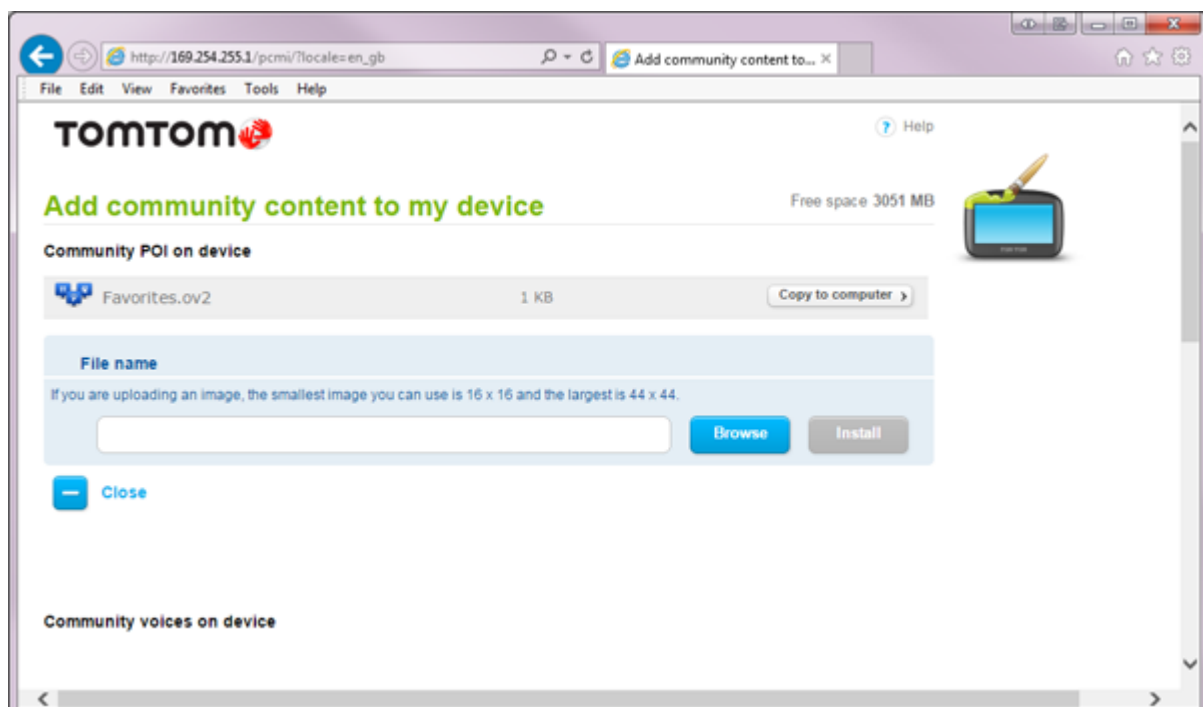 http://169.254.255.1/pcmi/?locale=en_gb
Add community content to...
File Edit View Favorites Tools Help
TOMTOM
? Help
Add community content to my device
Free space 3051 MB
Community POI on device
Favorites.ov2 1 KB Copy to computer
File name
If you are uploading an image, the smallest image you can use is 16 x 16 and the largest is 44 x 44.
Browse Install
Close
Community voices on device